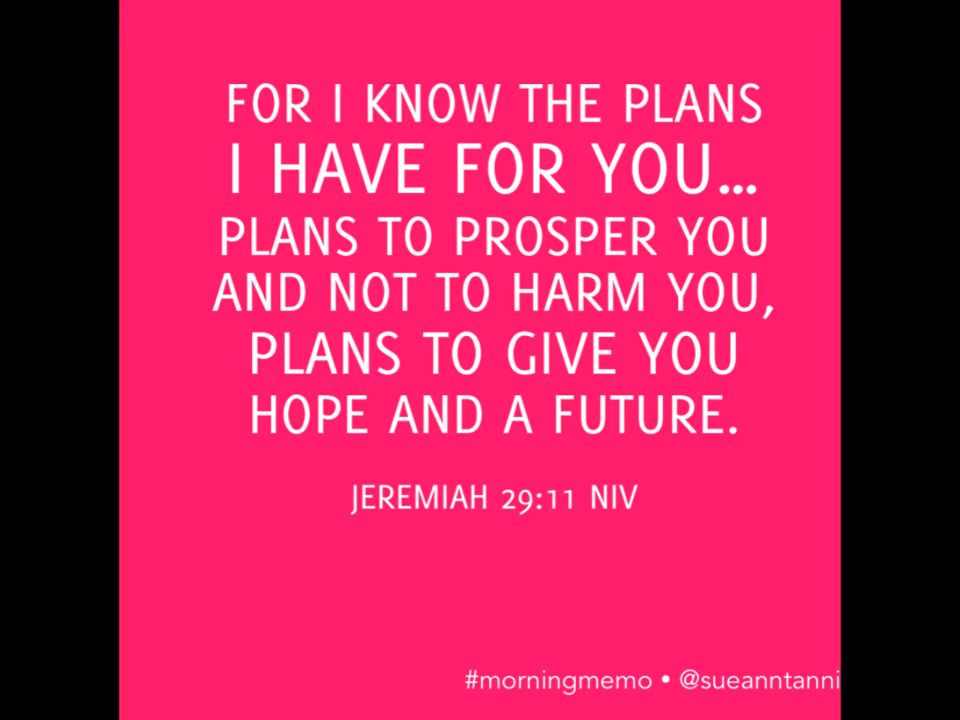 FOR I KNOW THE PLANS
I HAVE FOR YOU...
PLANS TO PROSPER YOU
AND NOT TO HARM YOU,
PLANS TO GIVE YOU
HOPE AND A FUTURE.
JEREMIAH 29:11 NIV
#morningmemo • @sueanntanni